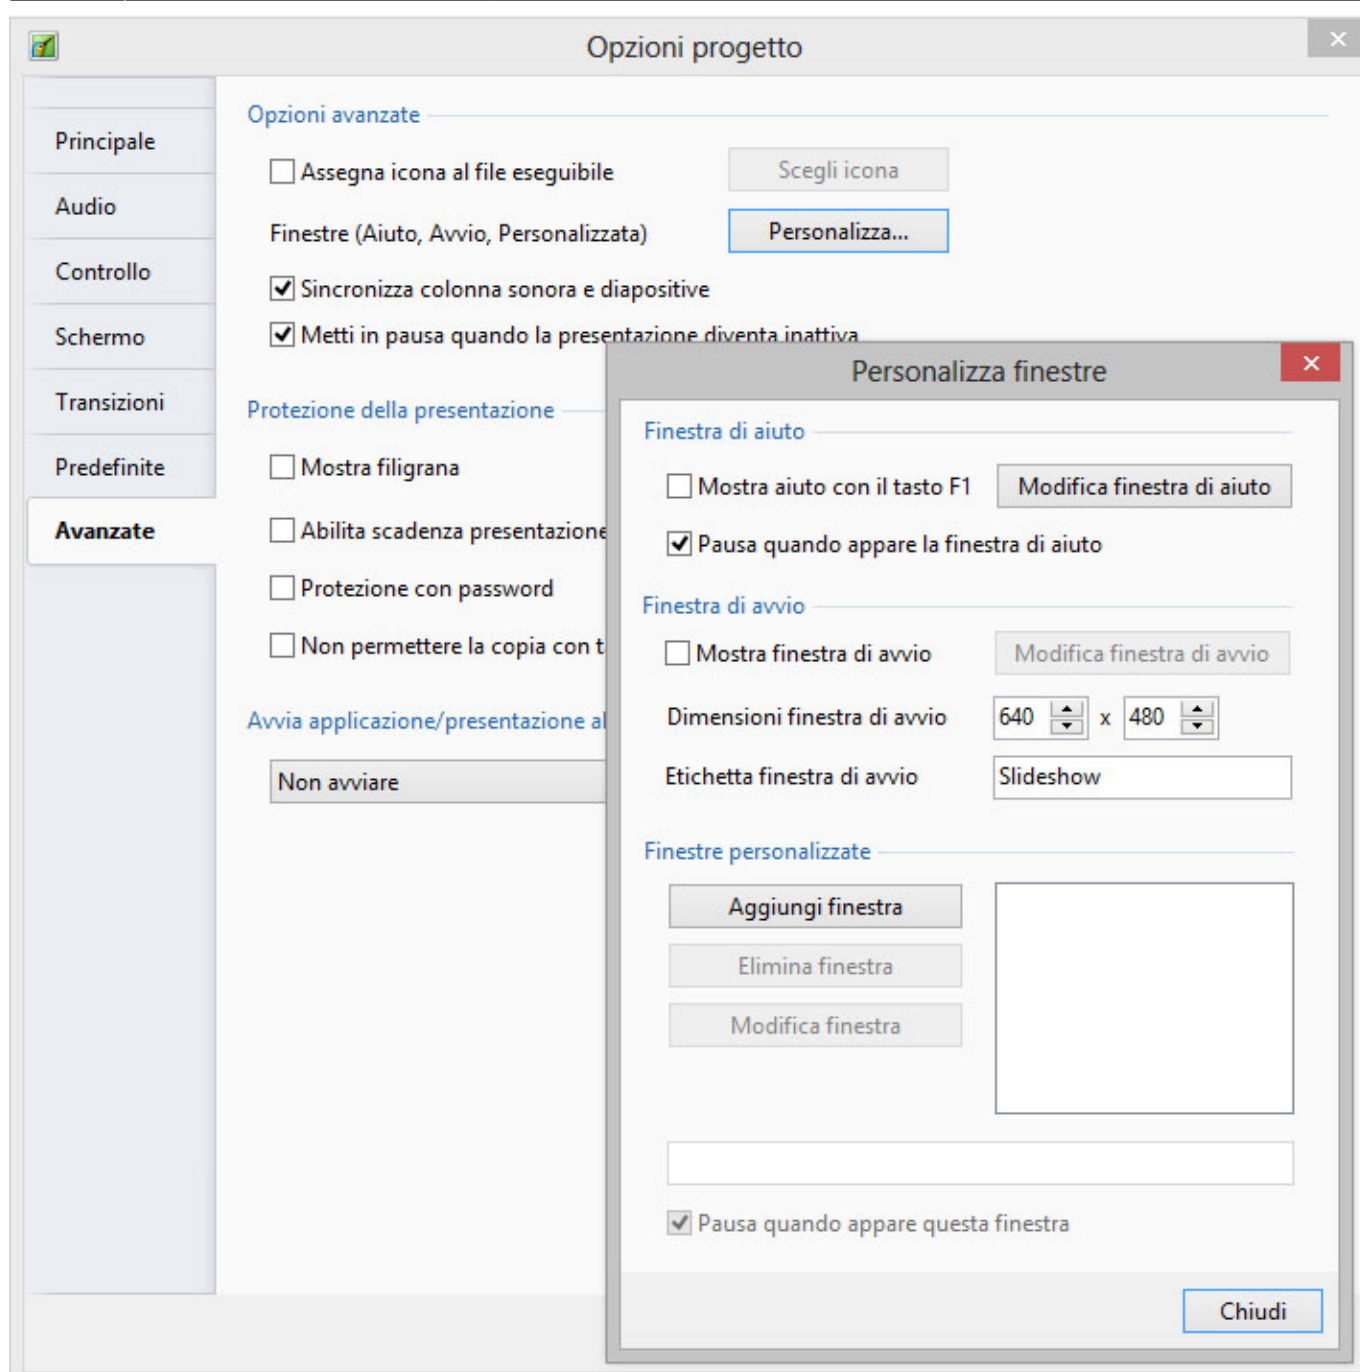 Opzioni progetto
Principale
Audio
Controllo
Schermo
Transizioni
Predefinite
Avanzate
Opzioni avanzate
Assegna icona al file eseguibile
Scegli icona
Finestre (Aiuto, Avvio, Personalizzata)
Personalizza...
Sincronizza colonna sonora e diapositive
Metti in pausa quando la presentazione diventa inattiva
Protezione della presentazione
Mostra filigrana
Abilita scadenza presentazione
Protezione con password
Non permettere la copia con t
Avvia applicazione/presentazione al
Non avviare
Personalizza finestre
Finestra di aiuto
Mostra aiuto con il tasto F1
Modifica finestra di aiuto
Pausa quando appare la finestra di aiuto
Finestra di avvio
Mostra finestra di avvio
Modifica finestra di avvio
Dimensioni finestra di avvio
640 x 480
Etichetta finestra di avvio
Slideshow
Finestre personalizzate
Aggiungi finestra
Elimina finestra
Modifica finestra
Pausa quando appare questa finestra
Chiudi